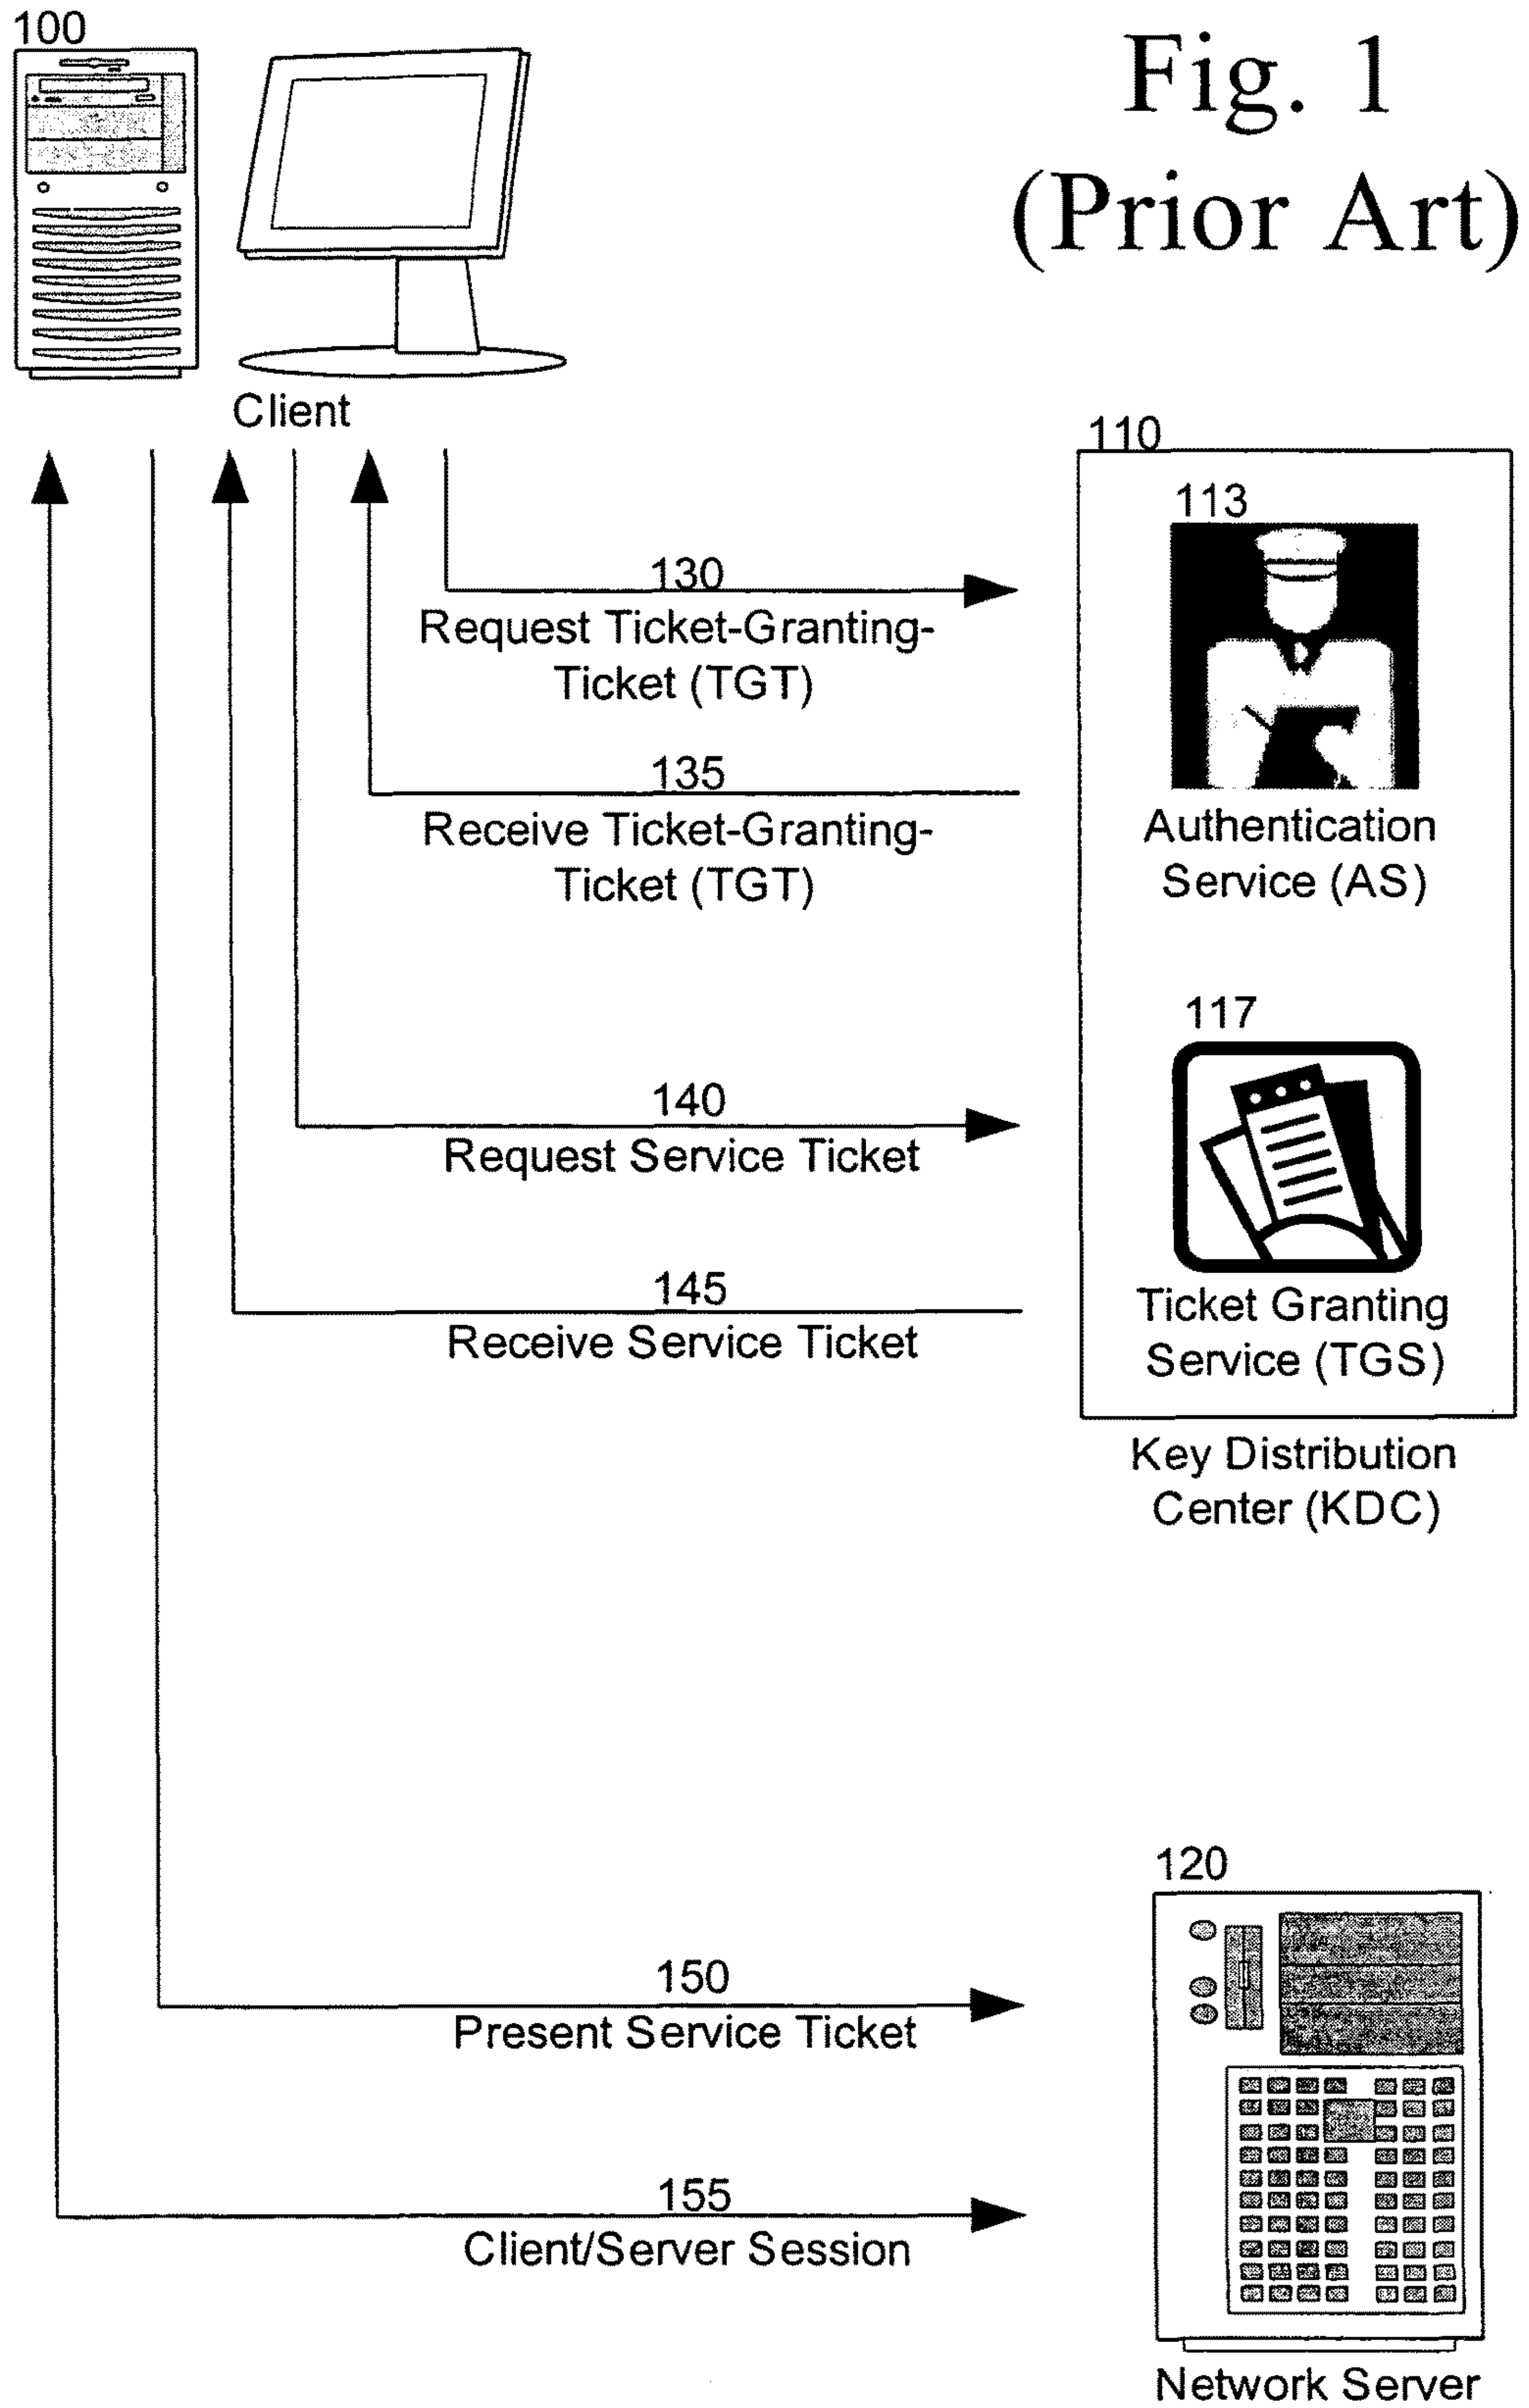 100
Fig. 1
(Prior Art)
Client
110
113
130
Request Ticket-Granting-
Ticket (TGT)
135
Receive Ticket-Granting-
Ticket (TGT)
Authentication
Service (AS)
117
140
Request Service Ticket
145
Receive Service Ticket
Ticket Granting
Service (TGS)
Key Distribution
Center (KDC)
120
150
Present Service Ticket
155
Client/Server Session
Network Server